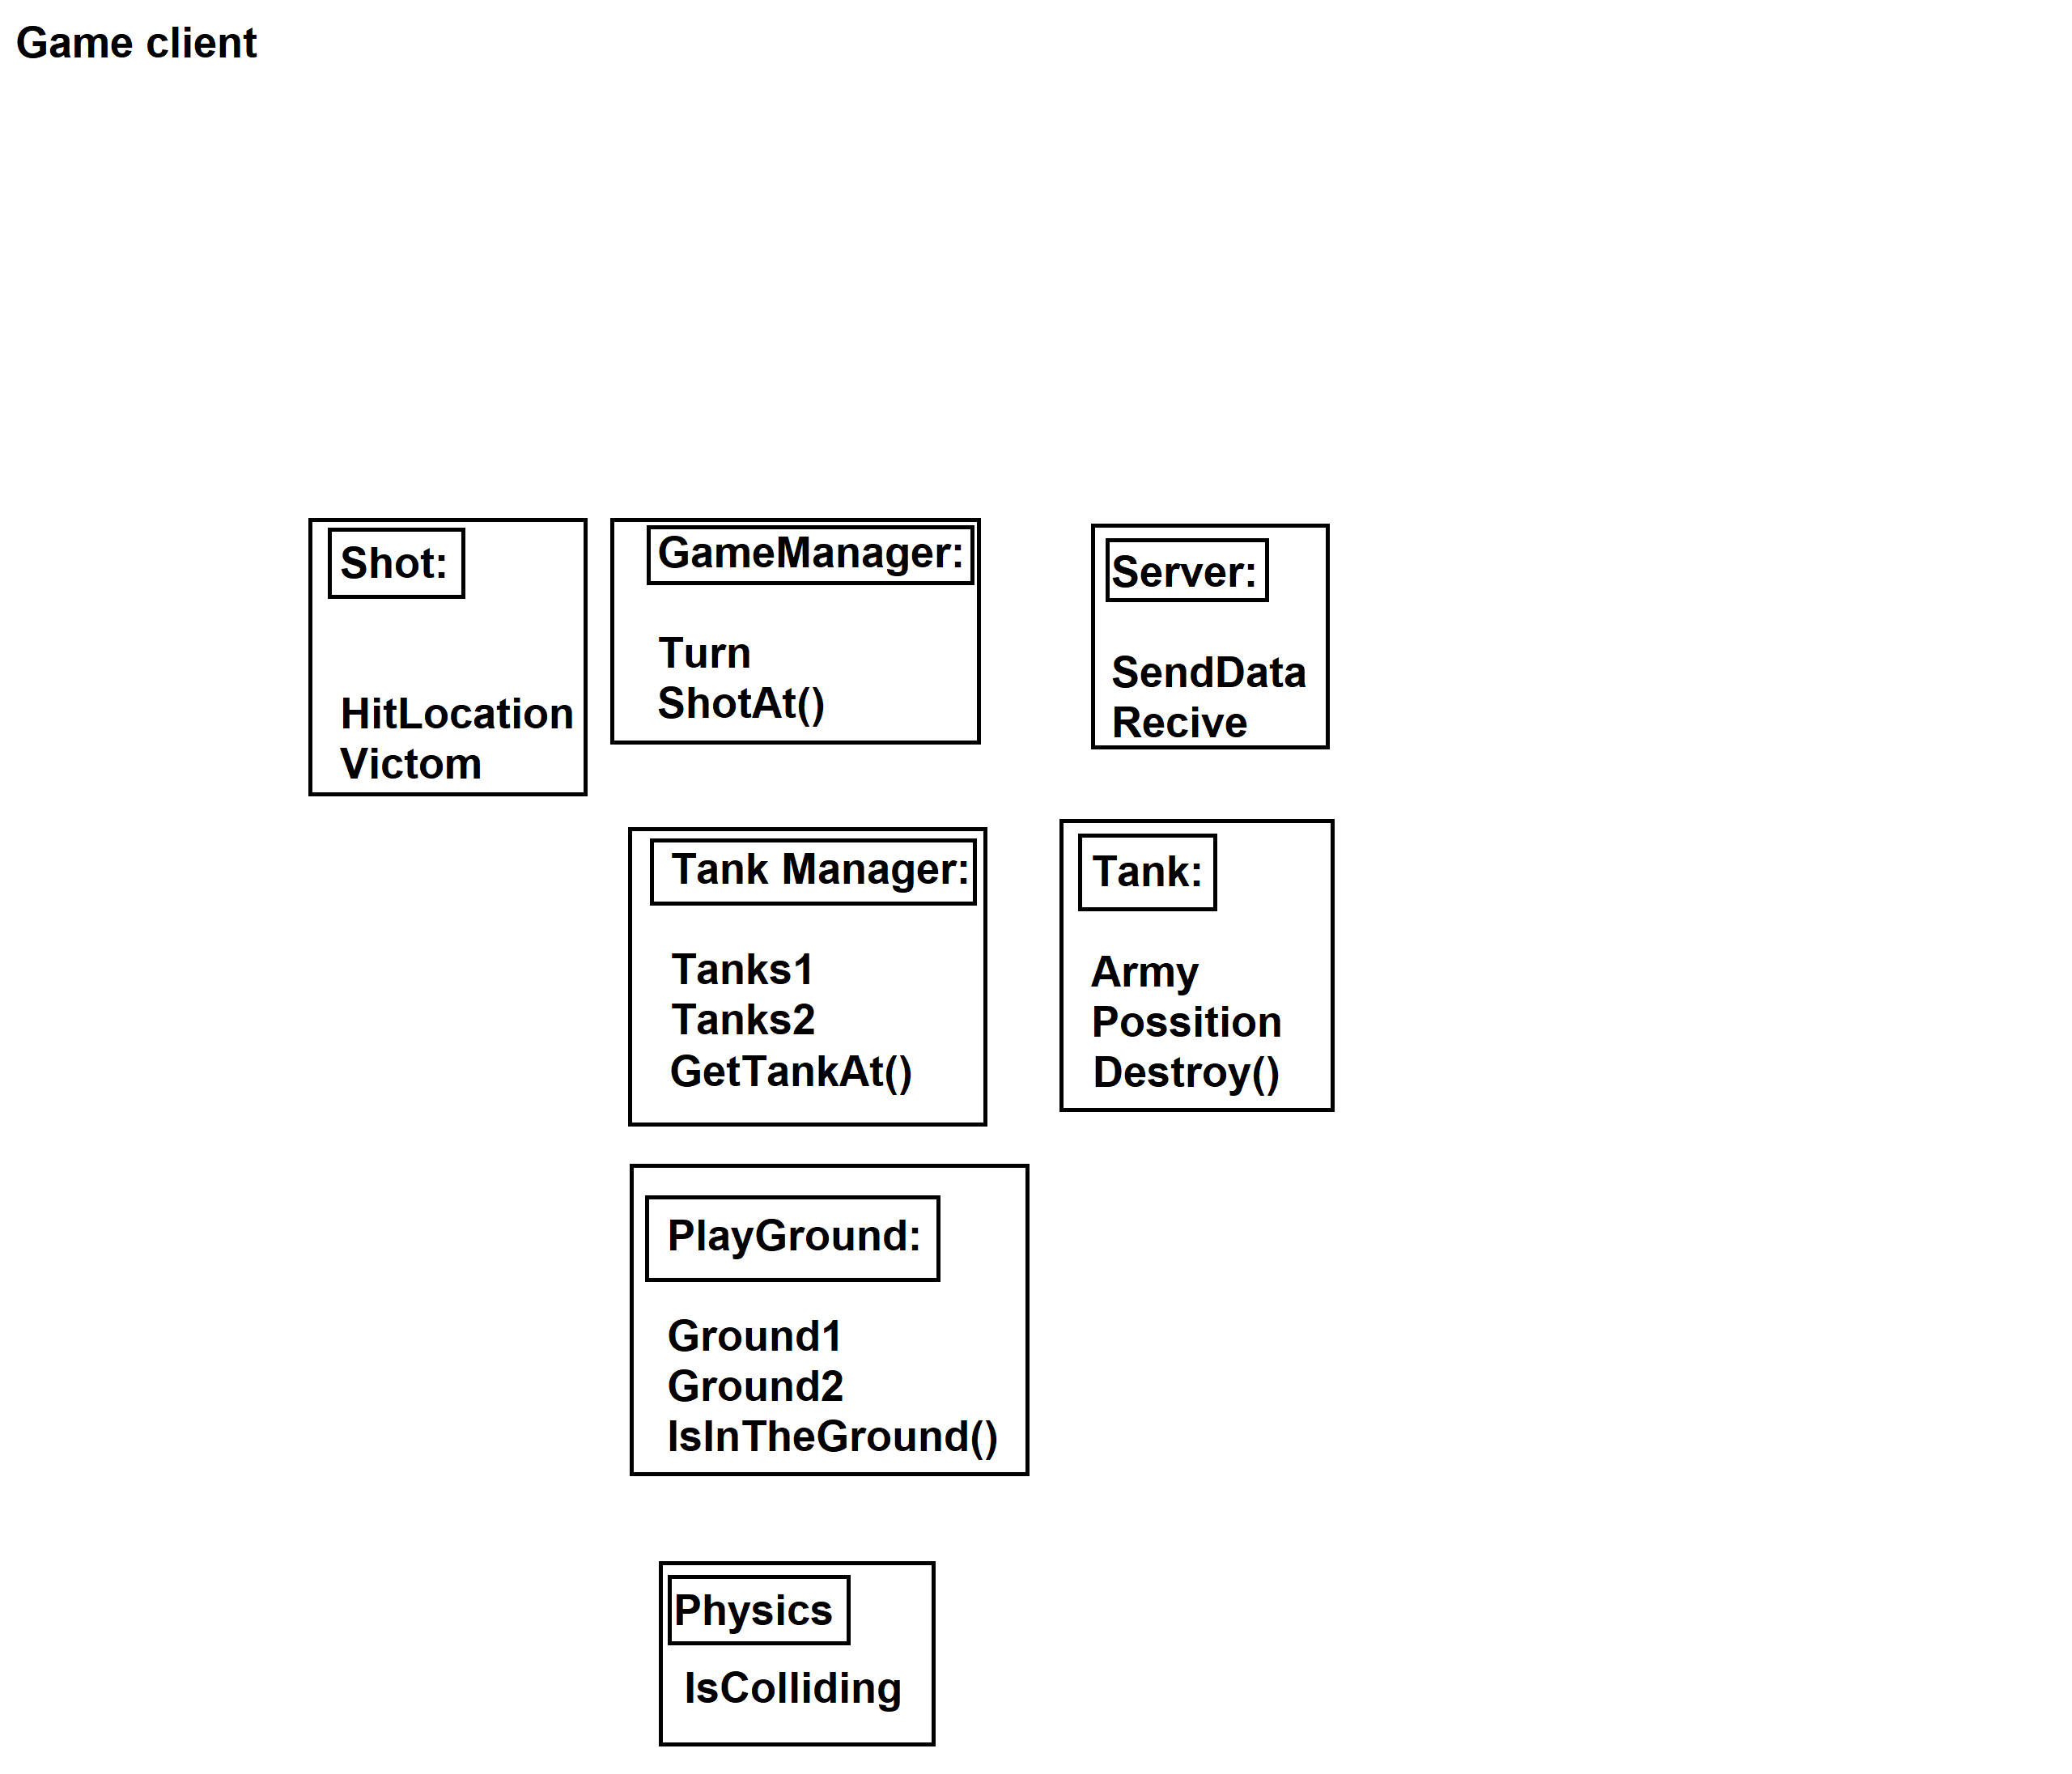 Game client
Shot:
HitLocation
Victom
GameManager:
Turn
ShotAt()
Server:
SendData
Recive
Tank Manager:
Tanks1
Tanks2
GetTankAt()
Tank:
Army
Possition
Destroy()
PlayGround:
Ground1
Ground2
IsInTheGround()
Physics
IsColliding